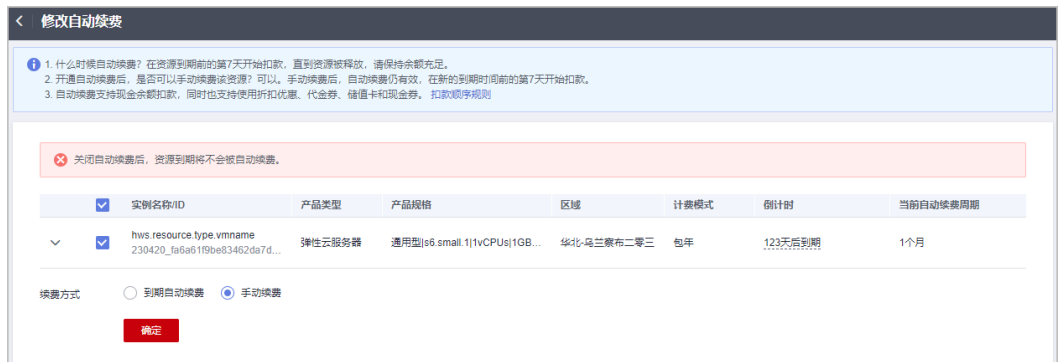 修改自动续费
1. 什么时候自动续费？在资源到期前的第7天开始扣款，直到资源被释放，请保持余额充足。
2. 开通自动续费后，是否可以手动续费该资源？可以。手动续费后，自动续费仍有效，在新的到期时间前的第7天开始扣款。
3. 自动续费支持现金余额扣款，同时也支持使用折扣优惠、代金券、储值卡和现金券。 扣款顺序规则
关闭自动续费后，资源到期将不会被自动续费。
实例名称/ID 产品类型 产品规格 区域 计费模式 倒计时 当前自动续费周期
hws.resource.type.vmname
230420_fa6a61f9be83462da7d...
弹性云服务器 通用型|s6.small.1|1vCPUs|1GB... 华北-乌兰察布二零三 包年 123天后到期 1个月
续费方式 到期自动续费 手动续费
确定